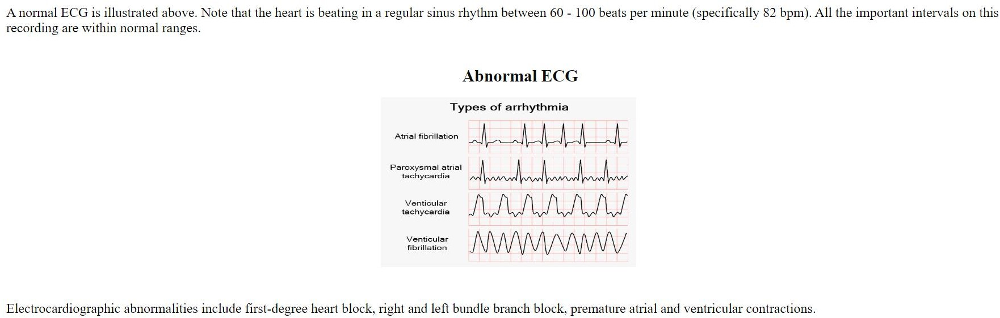 A normal ECG is illustrated above. Note that the heart is beating in a regular sinus rhythm between 60 - 100 beats per minute (specifically 82 bpm). All the important intervals on this
recording are within normal ranges.
Abnormal ECG
Types of arrhythmia
Atrial fibrillation
Paroxysmal atrial
tachycardia
Venticular
tachycardia
Venticular
fibrillation
Electrocardiographic abnormalities include first-degree heart block, right and left bundle branch block, premature atrial and ventricular contractions.